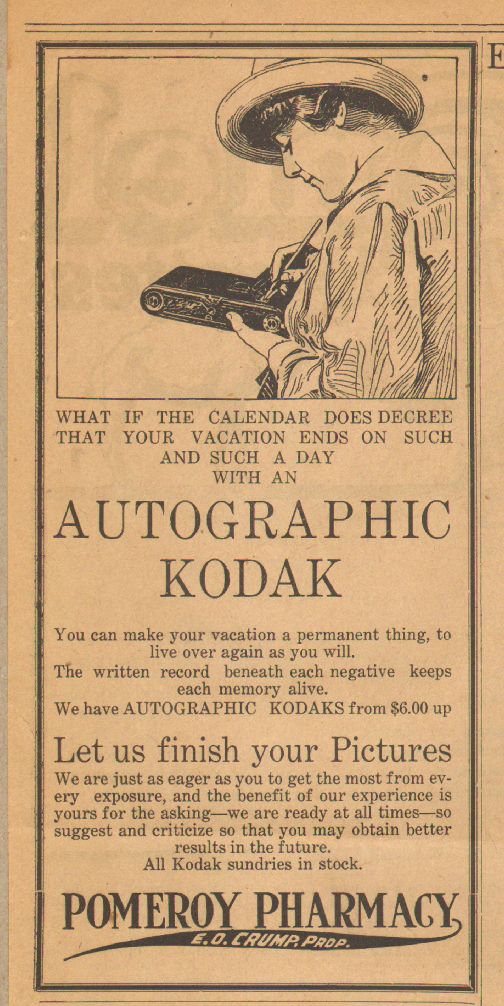 WHAT IF THE CALENDAR DOES DECREE
THAT YOUR VACATION ENDS ON SUCH
AND SUCH A DAY
WITH AN
AUTOGRAPHIC
KODAK
You can make your vacation a permanent thing, to
live over again as you will.
The written record beneath each negative keeps
each memory alive.
We have AUTOGRAPHIC KODAKS from $6.00 up
Let us finish your Pictures
We are just as eager as you to get the most from ev-
ery exposure, and the benefit of our experience is
yours for the asking—we are ready at all times—so
suggest and criticize so that you may obtain better
results in the future.
All Kodak sundries in stock.
POMEROY PHARMACY,
E.O. CRUMP, PROP.
E